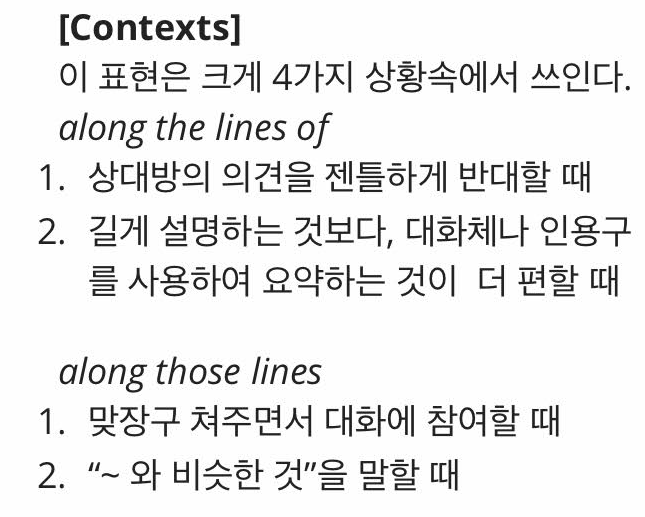 [Contexts]
이 표현은 크게 4가지 상황속에서 쓰인다.
along the lines of
1. 상대방의 의견을 젠틀하게 반대할 때
2. 길게 설명하는 것보다, 대화체나 인용구
를 사용하여 요약하는 것이 더 편할 때
along those lines
1. 맞장구 쳐주면서 대화에 참여할 때
2. “~ 와 비슷한 것”을 말할 때